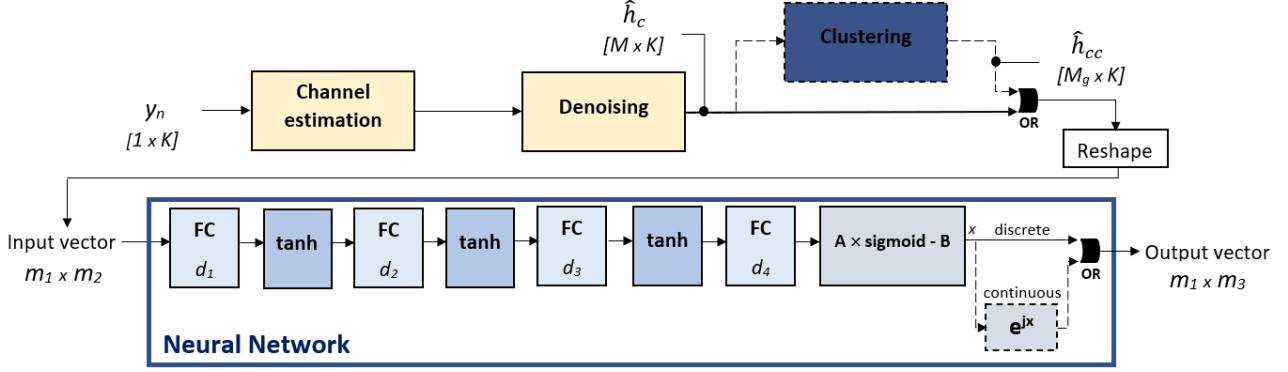 ĥc
[M x K]
Clustering
ĥcc
[Mg x K]
yn
[1 x K]
Channel
estimation
Denoising
OR
Reshape
Input vector
m1 x m2
FC
d1
tanh
FC
d2
tanh
FC
d3
tanh
FC
d4
A × sigmoid - B
x
discrete
continuous
e^jx
OR
Output vector
m1 x m3
Neural Network